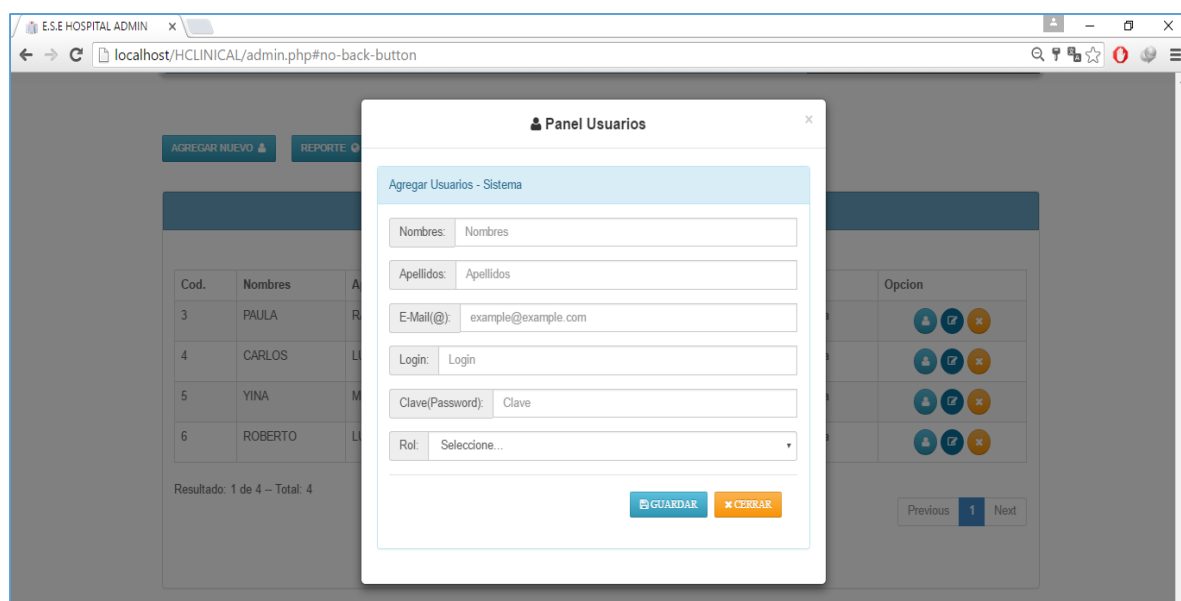 E.S.E HOSPITAL ADMIN
localhost/HCLINICAL/admin.php#no-back-button
Panel Usuarios
AGREGAR NUEVO
REPORTE
Agregar Usuarios - Sistema
Nombres: Nombres
Apellidos: Apellidos
E-Mail(@): example@example.com
Login: Login
Clave(Password): Clave
Rol: Seleccione...
GUARDAR
CERRAR
Cod. Nombres Opcion
3 PAULA
4 CARLOS
5 YINA
6 ROBERTO
Resultado: 1 de 4 -- Total: 4
Previous 1 Next